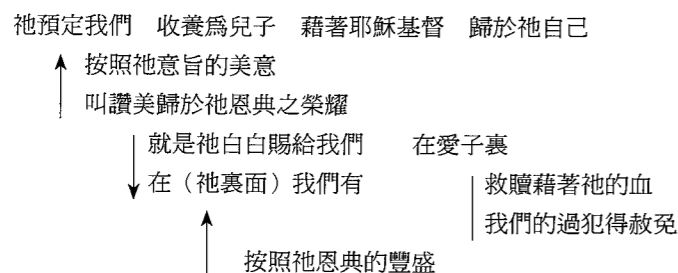 祂預定我們 收養爲兒子 藉著耶穌基督 歸於祂自己
按照祂意旨的美意
叫讚美歸於祂恩典之榮耀
就是祂白白賜給我們 在愛子裏
在（祂裏面）我們有 救贖藉著祂的血
我們的過犯得赦免
按照祂恩典的豐盛